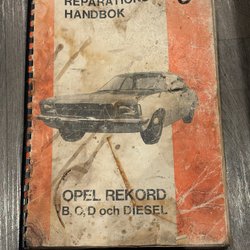 REPARATIONS
HANDBOK
OPEL REKORD
B, C, D och DIESEL